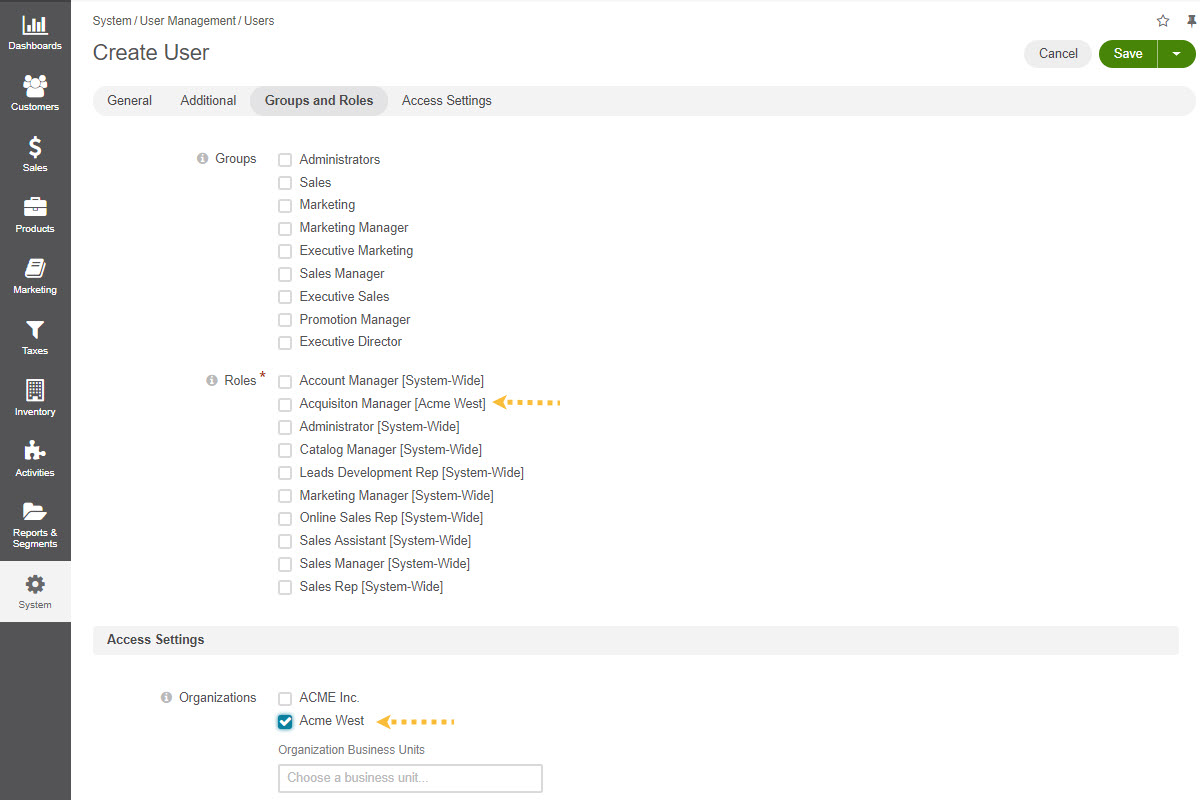 Dashboards
Customers
Sales
Products
Marketing
Taxes
Inventory
Activities
Reports &
Segments
System
System / User Management / Users
Create User
Cancel
Save
General Additional Groups and Roles Access Settings
Groups
Administrators
Sales
Marketing
Marketing Manager
Executive Marketing
Sales Manager
Executive Sales
Promotion Manager
Executive Director
Roles *
Account Manager [System-Wide]
Acquisiton Manager [Acme West]
Administrator [System-Wide]
Catalog Manager [System-Wide]
Leads Development Rep [System-Wide]
Marketing Manager [System-Wide]
Online Sales Rep [System-Wide]
Sales Assistant [System-Wide]
Sales Manager [System-Wide]
Sales Rep [System-Wide]
Access Settings
Organizations
ACME Inc.
Acme West
Organization Business Units
Choose a business unit...